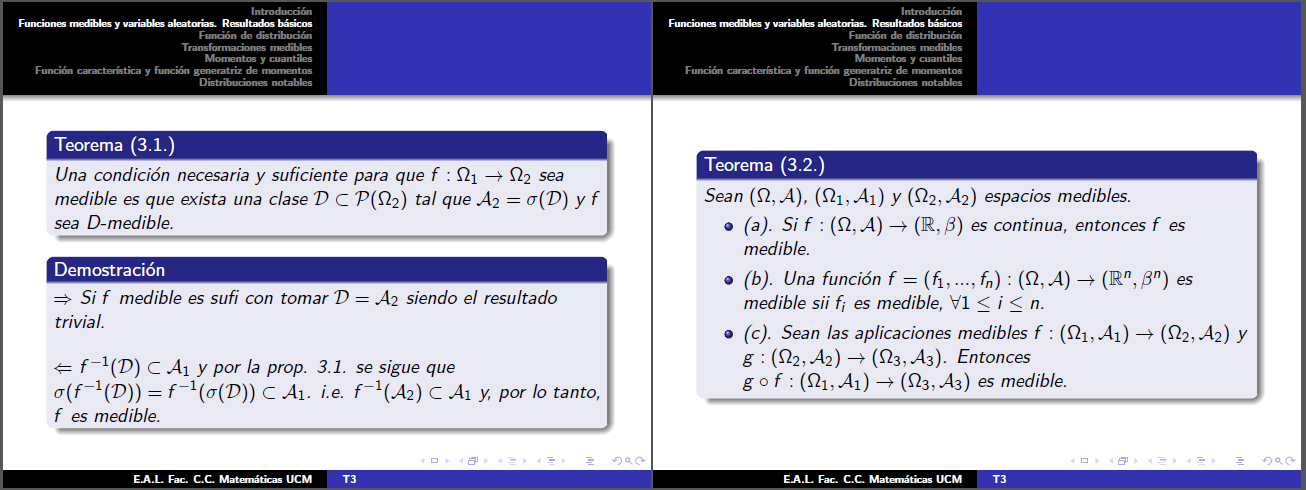 Introducción
Funciones medibles y variables aleatorias. Resultados básicos
Función de distribución
Transformaciones medibles
Momentos y cuantiles
Función característica y función generatriz de momentos
Distribuciones notables
Teorema (3.1.)
Una condición necesaria y suficiente para que f : Ω₁ → Ω₂ sea
medible es que exista una clase 𝒟 ⊂ 𝒫(Ω₂) tal que 𝒜₂ = σ(𝒟) y f
sea D-medible.
Demostración
⇒ Si f medible es sufi con tomar 𝒟 = 𝒜₂ siendo el resultado
trivial.
⇐ f⁻¹(𝒟) ⊂ 𝒜₁ y por la prop. 3.1. se sigue que
σ(f⁻¹(𝒟)) = f⁻¹(σ(𝒟)) ⊂ 𝒜₁. i.e. f⁻¹(𝒜₂) ⊂ 𝒜₁ y, por lo tanto,
f es medible.
E.A.L. Fac. C.C. Matemáticas UCM T3
Introducción
Funciones medibles y variables aleatorias. Resultados básicos
Función de distribución
Transformaciones medibles
Momentos y cuantiles
Función característica y función generatriz de momentos
Distribuciones notables
Teorema (3.2.)
Sean (Ω, 𝒜), (Ω₁, 𝒜₁) y (Ω₂, 𝒜₂) espacios medibles.
(a). Si f : (Ω, 𝒜) → (ℝ, β) es continua, entonces f es
medible.
(b). Una función f = (f₁, ..., fₙ) : (Ω, 𝒜) → (ℝⁿ, βⁿ) es
medible sii fᵢ es medible, ∀1 ≤ i ≤ n.
(c). Sean las aplicaciones medibles f : (Ω₁, 𝒜₁) → (Ω₂, 𝒜₂) y
g : (Ω₂, 𝒜₂) → (Ω₃, 𝒜₃). Entonces
g ∘ f : (Ω₁, 𝒜₁) → (Ω₃, 𝒜₃) es medible.
E.A.L. Fac. C.C. Matemáticas UCM T3